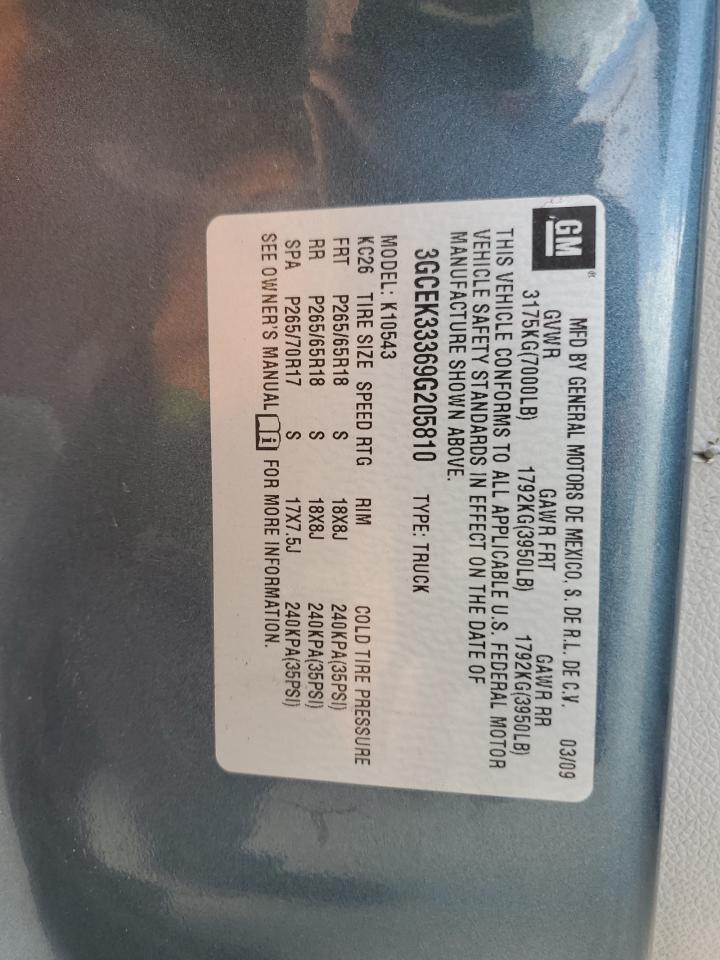 GM®
MFD BY GENERAL MOTORS DE MEXICO, S. DE R.L. DE C.V. 03/09
GVWR GAWR FRT GAWR RR
3175KG(7000LB) 1792KG(3950LB) 1792KG(3950LB)
THIS VEHICLE CONFORMS TO ALL APPLICABLE U.S. FEDERAL MOTOR
VEHICLE SAFETY STANDARDS IN EFFECT ON THE DATE OF
MANUFACTURE SHOWN ABOVE.
3GCEK33369G205810 TYPE: TRUCK
MODEL: K10543
KC26 TIRE SIZE SPEED RTG RIM COLD TIRE PRESSURE
FRT P265/65R18 S 18X8J 240KPA(35PSI)
RR P265/65R18 S 18X8J 240KPA(35PSI)
SPA P265/70R17 S 17X7.5J 240KPA(35PSI)
SEE OWNER'S MANUAL i FOR MORE INFORMATION.